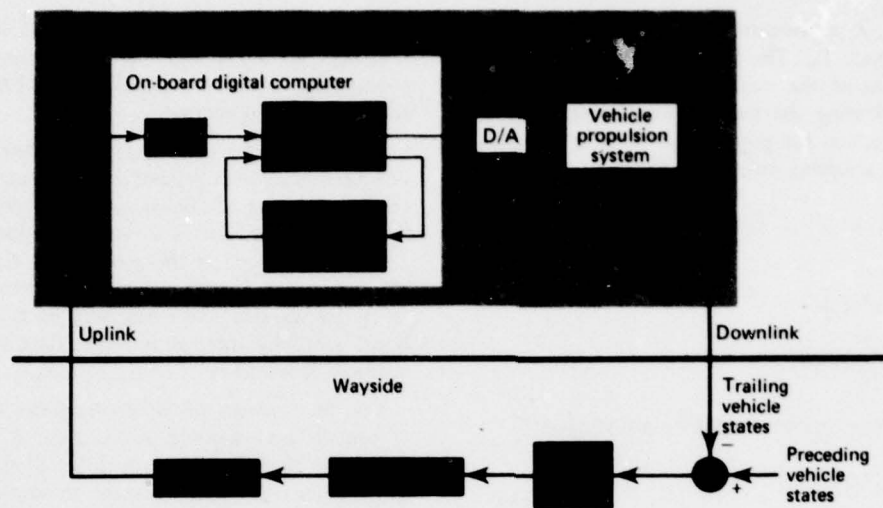 On-board digital computer
D/A
Vehicle
propulsion
system
Uplink
Downlink
Wayside
Trailing
vehicle
states
−
Preceding
vehicle
states
+